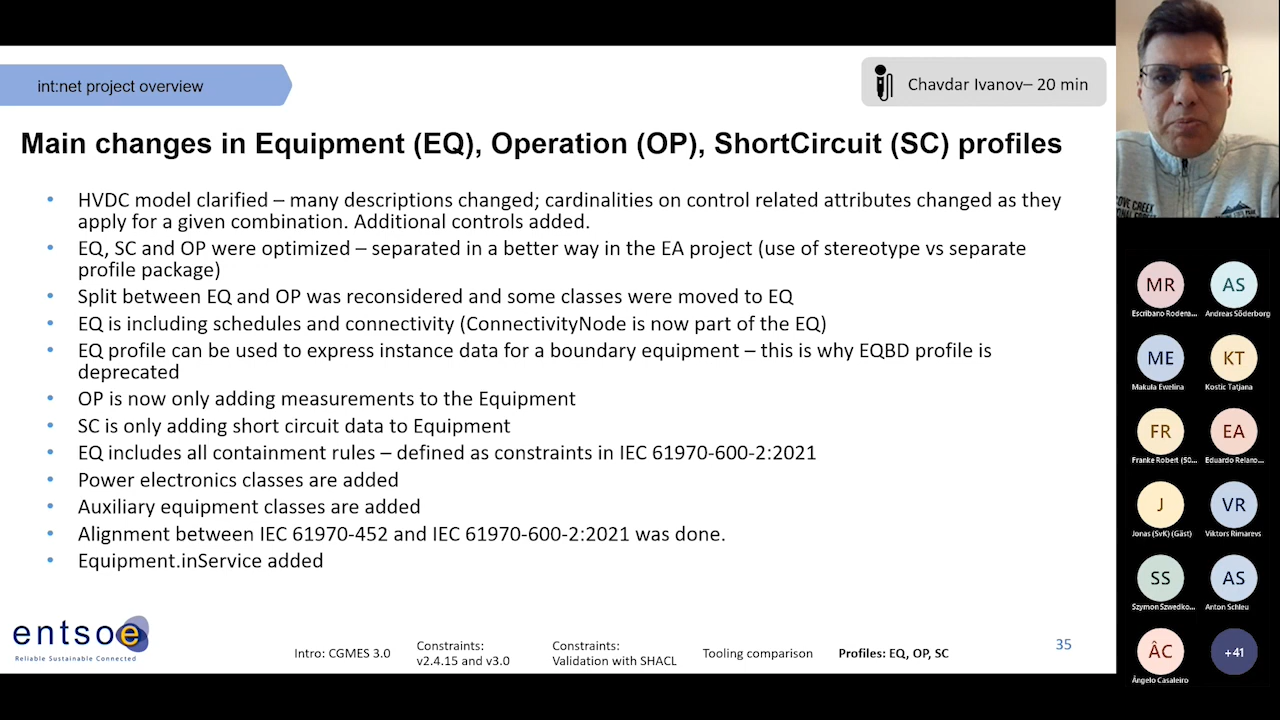 int:net project overview
Chavdar Ivanov– 20 min
Main changes in Equipment (EQ), Operation (OP), ShortCircuit (SC) profiles
• HVDC model clarified – many descriptions changed; cardinalities on control related attributes changed as they
apply for a given combination. Additional controls added.
• EQ, SC and OP were optimized – separated in a better way in the EA project (use of stereotype vs separate
profile package)
• Split between EQ and OP was reconsidered and some classes were moved to EQ
• EQ is including schedules and connectivity (ConnectivityNode is now part of the EQ)
• EQ profile can be used to express instance data for a boundary equipment – this is why EQBD profile is
deprecated
• OP is now only adding measurements to the Equipment
• SC is only adding short circuit data to Equipment
• EQ includes all containment rules – defined as constraints in IEC 61970-600-2:2021
• Power electronics classes are added
• Auxiliary equipment classes are added
• Alignment between IEC 61970-452 and IEC 61970-600-2:2021 was done.
• Equipment.inService added
entsoe
Reliable Sustainable Connected
Intro: CGMES 3.0
Constraints:
v2.4.15 and v3.0
Constraints:
Validation with SHACL
Tooling comparison
Profiles: EQ, OP, SC
35
MR
AS
Escribano Rodera...
Andreas Söderborg
ME
KT
Makula Ewelina
Kostic Tatjana
FR
EA
Franke Robert (50...
Eduardo Relano...
J
VR
Jonas (SvK) (Gäst)
Viktors Rimarevs
SS
AS
Szymon Szwedko...
Anton Schleu
ÂC
+41
Ângelo Casaleiro